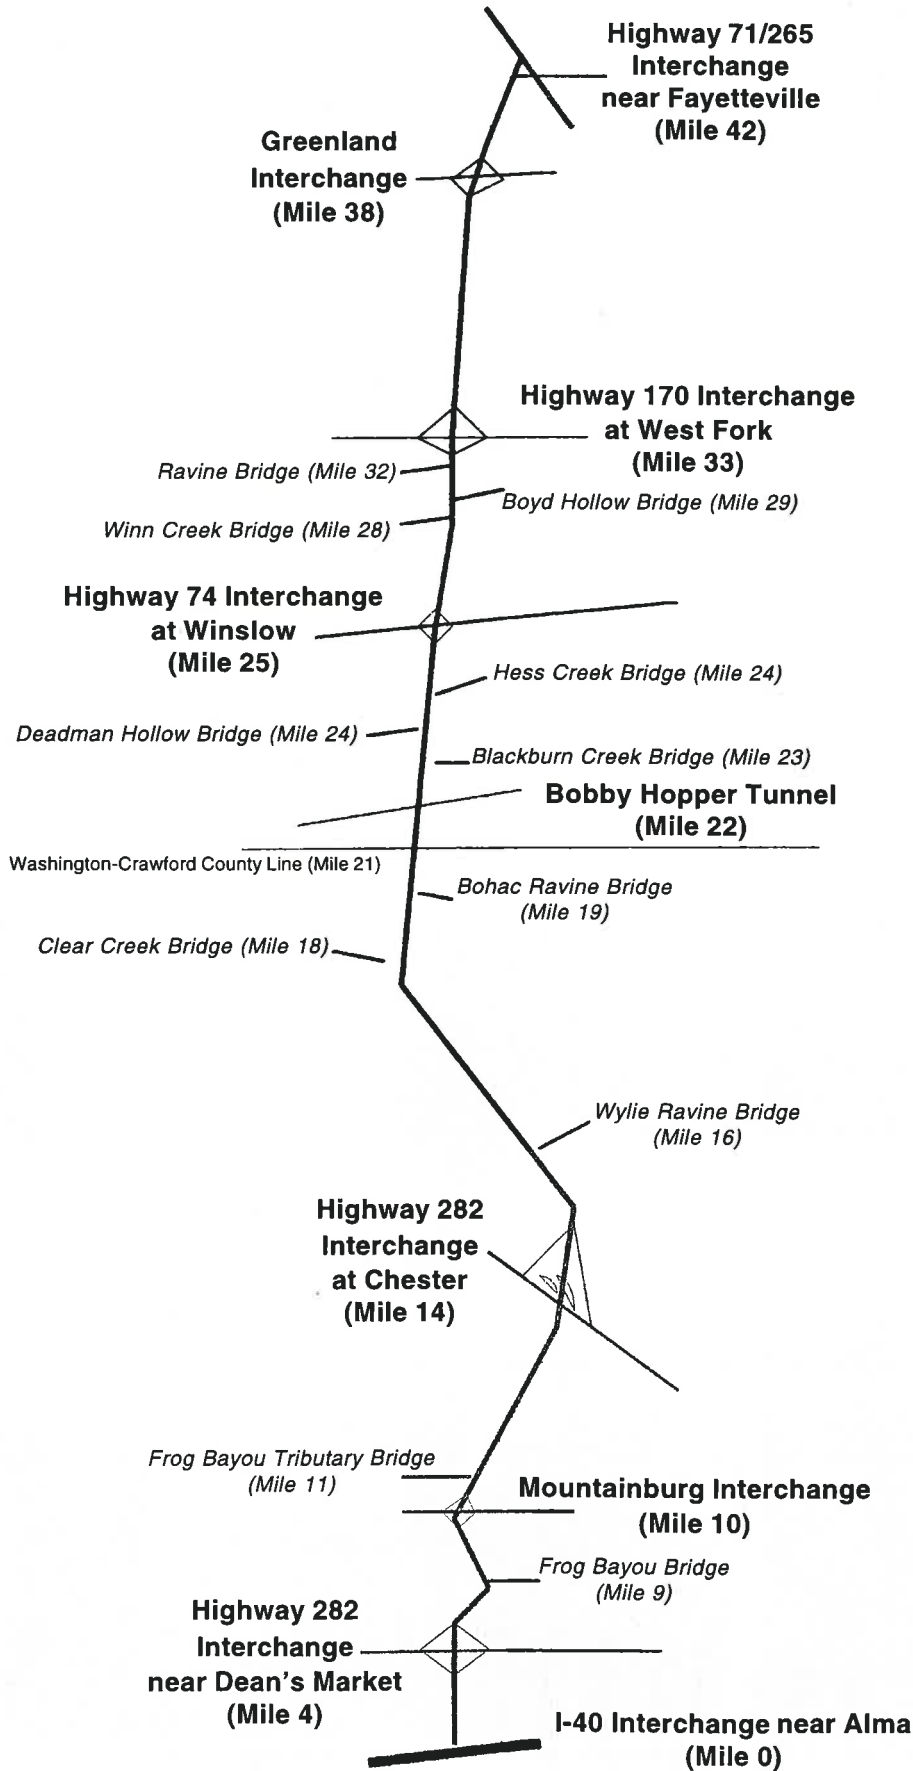 Highway 71/265
Interchange
near Fayetteville
(Mile 42)
Greenland
Interchange
(Mile 38)
Highway 170 Interchange
at West Fork
(Mile 33)
Ravine Bridge (Mile 32)
Boyd Hollow Bridge (Mile 29)
Winn Creek Bridge (Mile 28)
Highway 74 Interchange
at Winslow
(Mile 25)
Hess Creek Bridge (Mile 24)
Deadman Hollow Bridge (Mile 24)
Blackburn Creek Bridge (Mile 23)
Bobby Hopper Tunnel
(Mile 22)
Washington-Crawford County Line (Mile 21)
Bohac Ravine Bridge
(Mile 19)
Clear Creek Bridge (Mile 18)
Wylie Ravine Bridge
(Mile 16)
Highway 282
Interchange
at Chester
(Mile 14)
Frog Bayou Tributary Bridge
(Mile 11)
Mountainburg Interchange
(Mile 10)
Frog Bayou Bridge
(Mile 9)
Highway 282
Interchange
near Dean's Market
(Mile 4)
I-40 Interchange near Alma
(Mile 0)